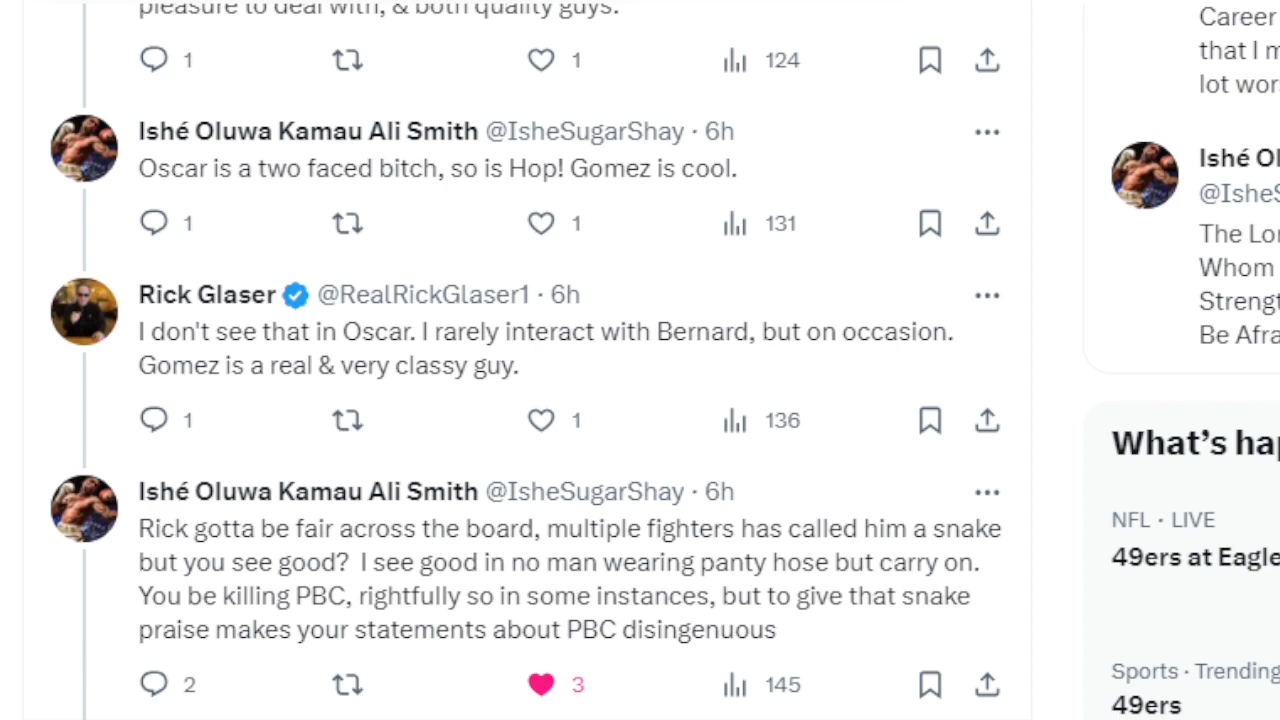 pleasure to deal with, & both quality guys.
1 1 124
Ishé Oluwa Kamau Ali Smith @IsheSugarShay · 6h
Oscar is a two faced bitch, so is Hop! Gomez is cool.
1 1 131
Rick Glaser @RealRickGlaser1 · 6h
I don't see that in Oscar. I rarely interact with Bernard, but on occasion.
Gomez is a real & very classy guy.
1 1 136
Ishé Oluwa Kamau Ali Smith @IsheSugarShay · 6h
Rick gotta be fair across the board, multiple fighters has called him a snake
but you see good?  I see good in no man wearing panty hose but carry on.
You be killing PBC, rightfully so in some instances, but to give that snake
praise makes your statements about PBC disingenuous
2 3 145
Career
that I m
lot wor
Ishé Ol
@IsheS
The Lor
Whom
Strengt
Be Afra
What's hap
NFL · LIVE
49ers at Eagle
Sports · Trending
49ers